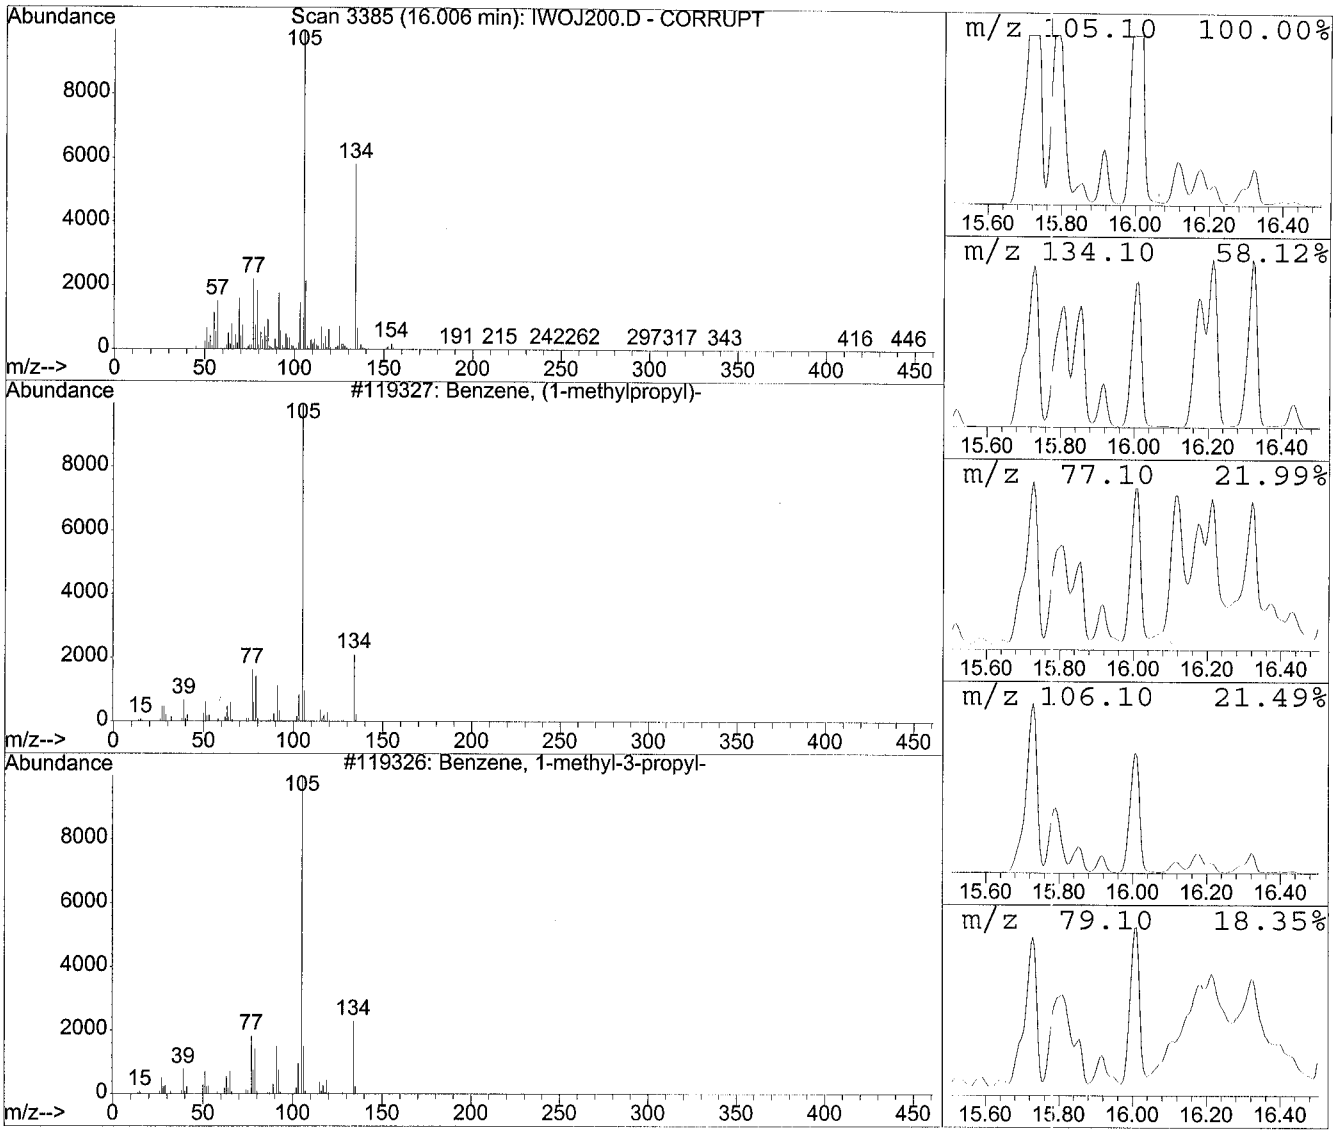 Abundance Scan 3385 (16.006 min): IWOJ200.D - CORRUPT
105
8000
6000
134
4000
2000
57
77
154
191 215 242262 297317 343 416 446
0
m/z--> 0 50 100 150 200 250 300 350 400 450
Abundance #119327: Benzene, (1-methylpropyl)-
105
8000
6000
4000
2000
134
77
39
15
0
m/z--> 0 50 100 150 200 250 300 350 400 450
Abundance #119326: Benzene, 1-methyl-3-propyl-
105
8000
6000
4000
2000
134
77
39
15
0
m/z--> 0 50 100 150 200 250 300 350 400 450
m/z 105.10 100.00%
15.60 15.80 16.00 16.20 16.40
m/z 134.10 58.12%
15.60 15.80 16.00 16.20 16.40
m/z 77.10 21.99%
15.60 15.80 16.00 16.20 16.40
m/z 106.10 21.49%
15.60 15.80 16.00 16.20 16.40
m/z 79.10 18.35%
15.60 15.80 16.00 16.20 16.40